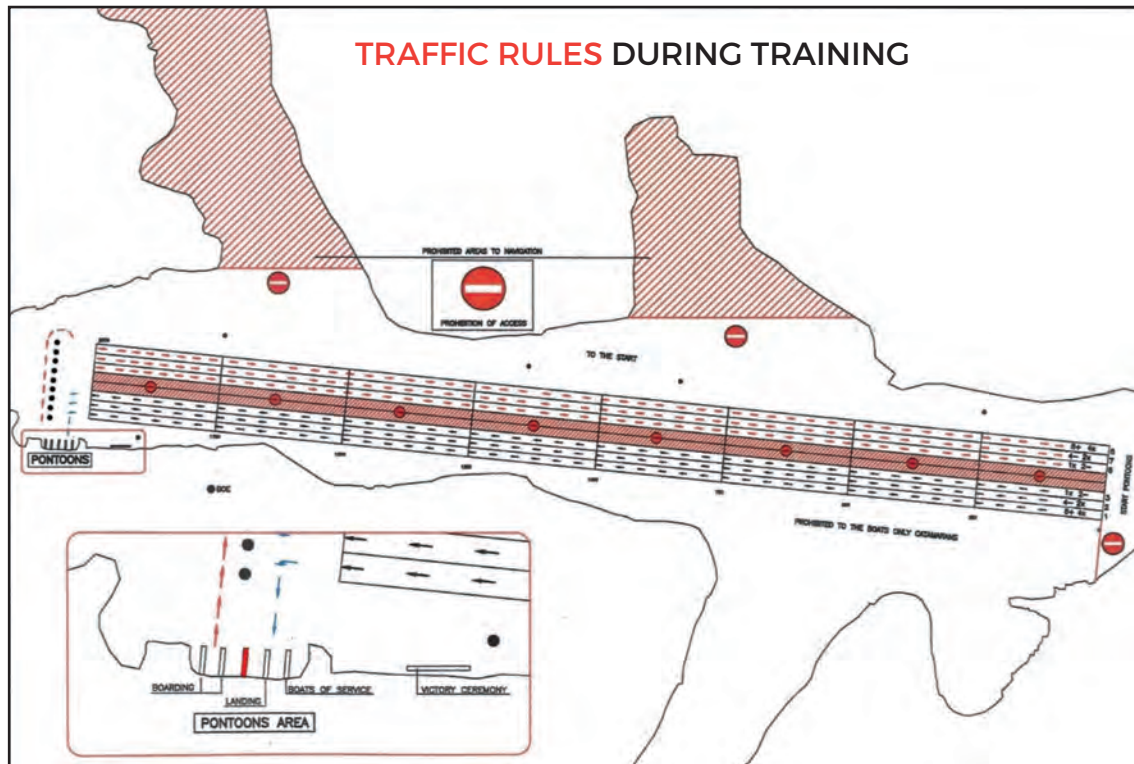 TRAFFIC RULES DURING TRAINING
PROHIBITED AREAS TO NAVIGATION
PROHIBITION OF ACCESS
TO THE START
PONTOONS
START PONTOONS
PROHIBITED TO THE BOATS ONLY CATAMARANS
BOARDING
LANDING
BOATS OF SERVICE
VICTORY CEREMONY
PONTOONS AREA